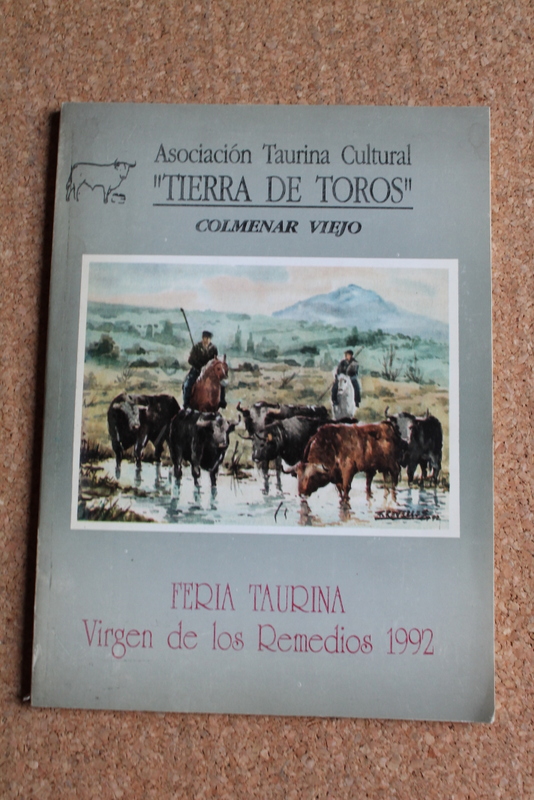 Asociación Taurina Cultural
"TIERRA DE TOROS"
COLMENAR VIEJO
FERIA TAURINA
Virgen de los Remedios 1992